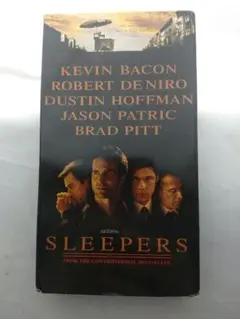 KEVIN BACON
ROBERT DE NIRO
DUSTIN HOFFMAN
JASON PATRIC
BRAD PITT
SLEEPERS
FROM THE CONTROVERSIAL BESTSELLER